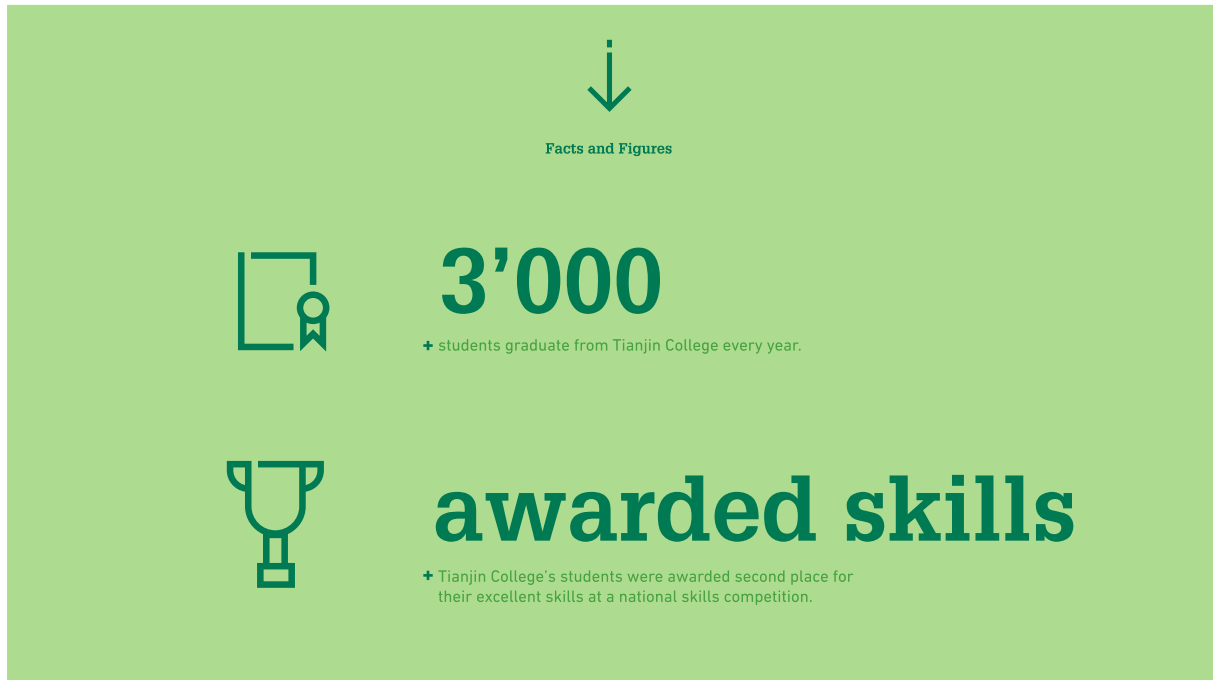 Facts and Figures
3’000
+ students graduate from Tianjin College every year.
awarded skills
+ Tianjin College's students were awarded second place for
their excellent skills at a national skills competition.